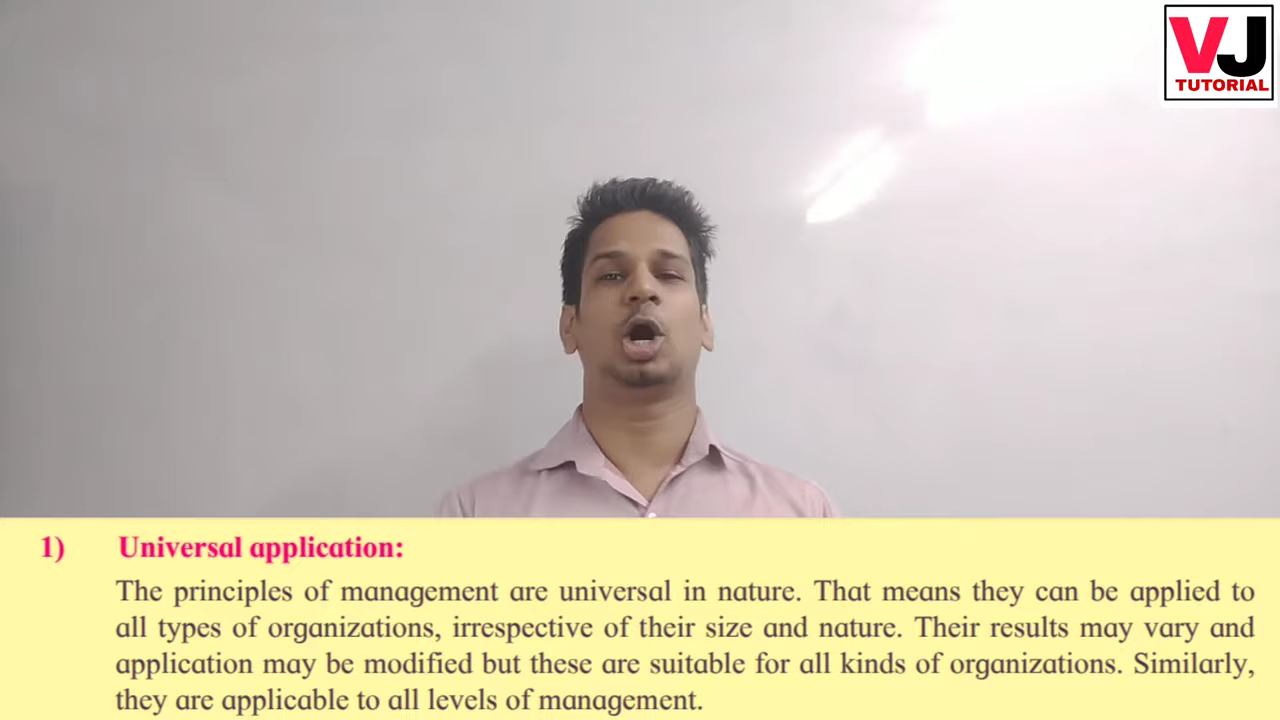 VJ
TUTORIAL
1) Universal application:
The principles of management are universal in nature. That means they can be applied to
all types of organizations, irrespective of their size and nature. Their results may vary and
application may be modified but these are suitable for all kinds of organizations. Similarly,
they are applicable to all levels of management.